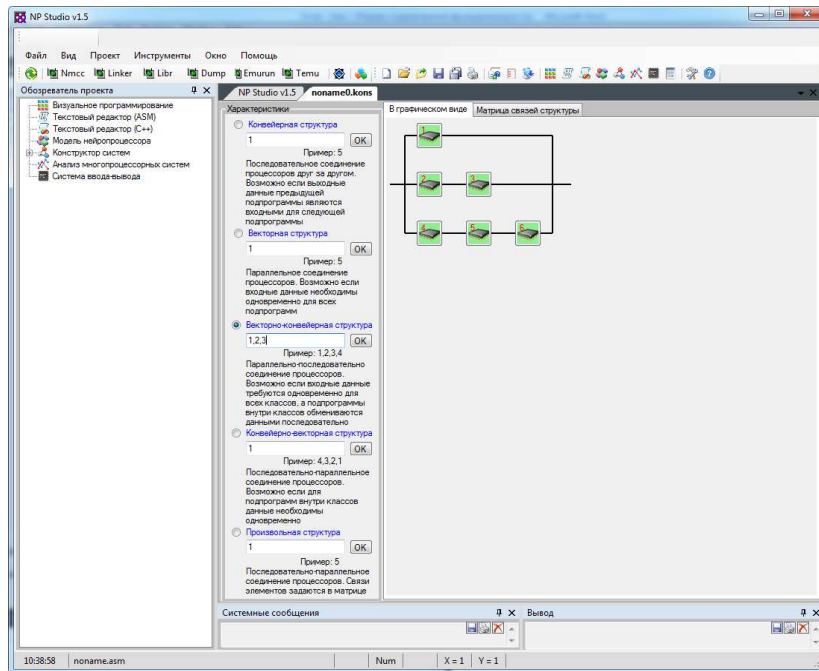 NP Studio v1.5
Файл Вид Проект Инструменты Окно Помощь
Nmcc Linker Libr Dump Emurun Temu
Обозреватель проекта
Визуальное программирование
Текстовый редактор (ASM)
Текстовый редактор (C++)
Модель нейропроцессора
Конструктор систем
Анализ многопроцессорных систем
Система ввода-вывода
NP Studio v1.5 noname0.kons
Характеристики
Конвейерная структура
1 OK
Пример: 5
Последовательное соединение
процессоров друг за другом.
Возможно если выходные
данные предыдущей
подпрограммы являются
входными для следующей
подпрограммы
Векторная структура
1 OK
Пример: 5
Параллельное соединение
процессоров. Возможно если
входные данные необходимы
одновременно для всех
подпрограмм
Векторно-конвейерная структура
1,2,3 OK
Пример: 1,2,3,4
Параллельно-последовательно
соединение процессоров.
Возможно если входные данные
требуются одновременно для
всех классов, а подпрограммы
внутри классов обмениваются
данными последовательно
Конвейерно-векторная структура
1 OK
Пример: 4,3,2,1
Последовательно-параллельное
соединение процессоров.
Возможно если для
подпрограмм внутри классов
данные необходимы
одновременно
Произвольная структура
1 OK
Пример: 5
Последовательно-параллельное
соединение процессоров. Связи
элементов задаются в матрице
В графическом виде Матрица связей структуры
1
2 3
4 5 6
Системные сообщения
Вывод
10:38:58 noname.asm Num X = 1 Y = 1